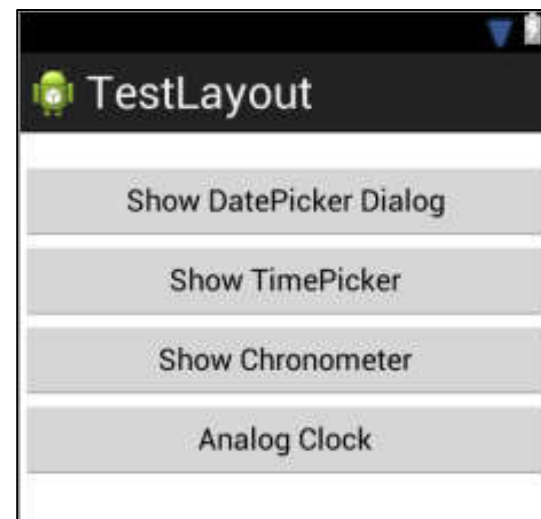 TestLayout
Show DatePicker Dialog
Show TimePicker
Show Chronometer
Analog Clock